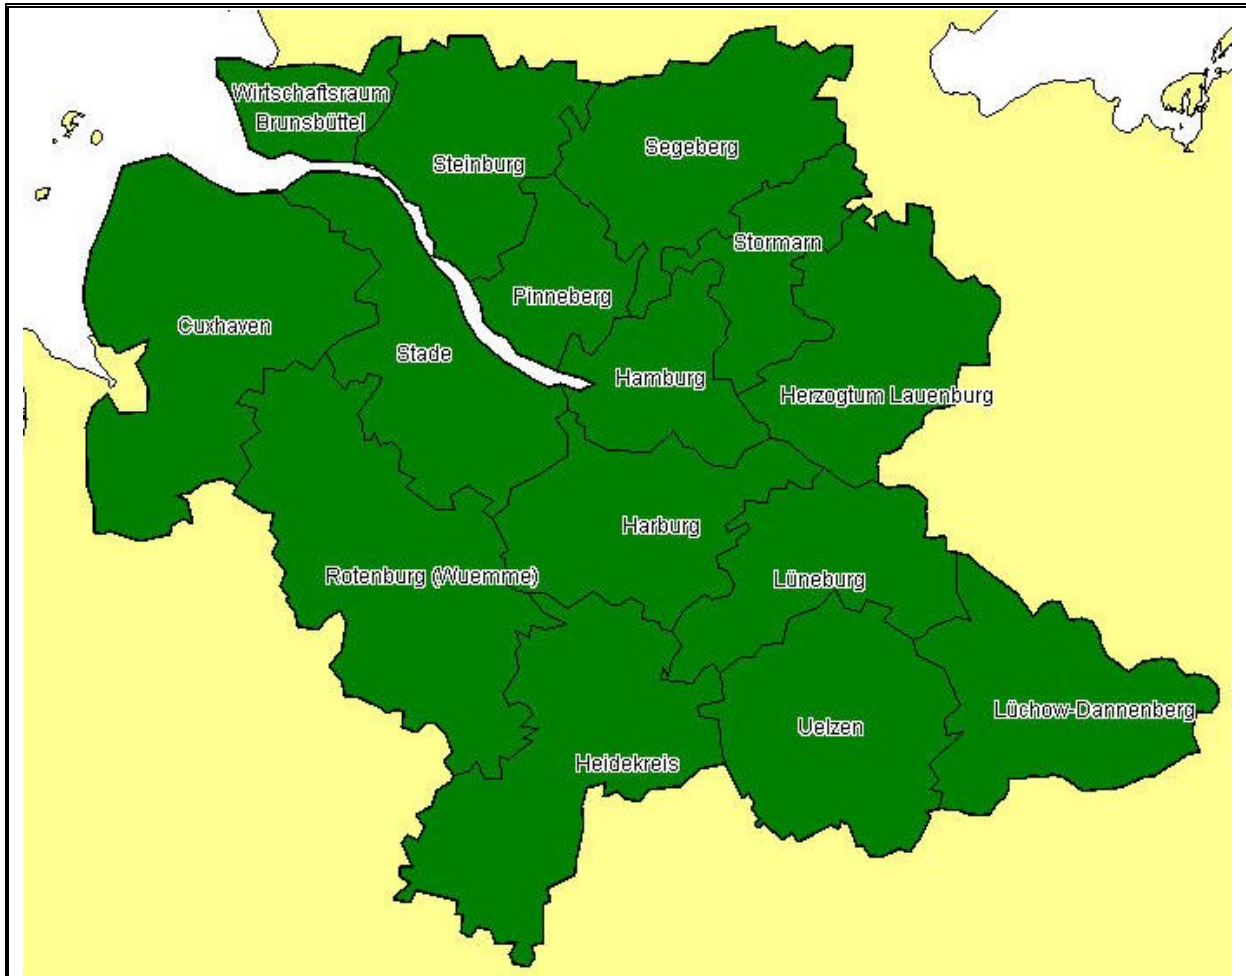 Wirtschaftsraum
Brunsbüttel
Steinburg
Segeberg
Stormarn
Pinneberg
Cuxhaven
Stade
Hamburg
Herzogtum Lauenburg
Harburg
Rotenburg (Wuemme)
Lüneburg
Lüchow-Dannenberg
Uelzen
Heidekreis